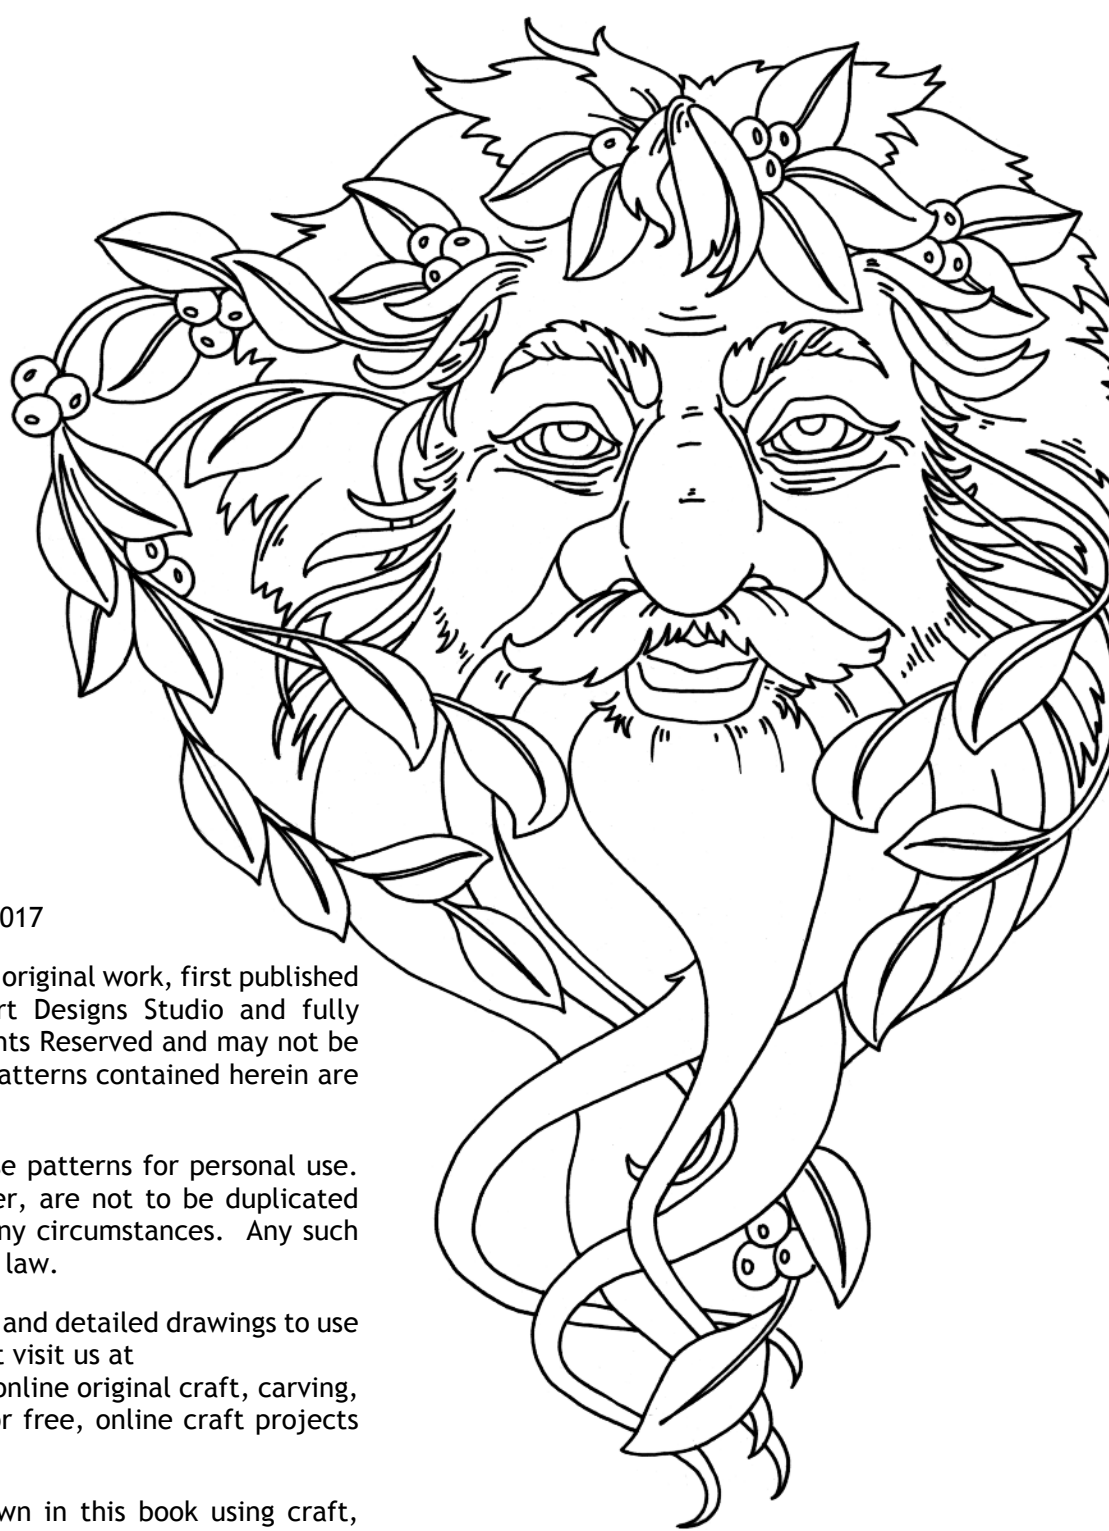 017
original work, first published
rt Designs Studio and fully
nts Reserved and may not be
atterns contained herein are
se patterns for personal use.
er, are not to be duplicated
ny circumstances. Any such
law.
and detailed drawings to use
t visit us at
online original craft, carving,
or free, online craft projects
wn in this book using craft,